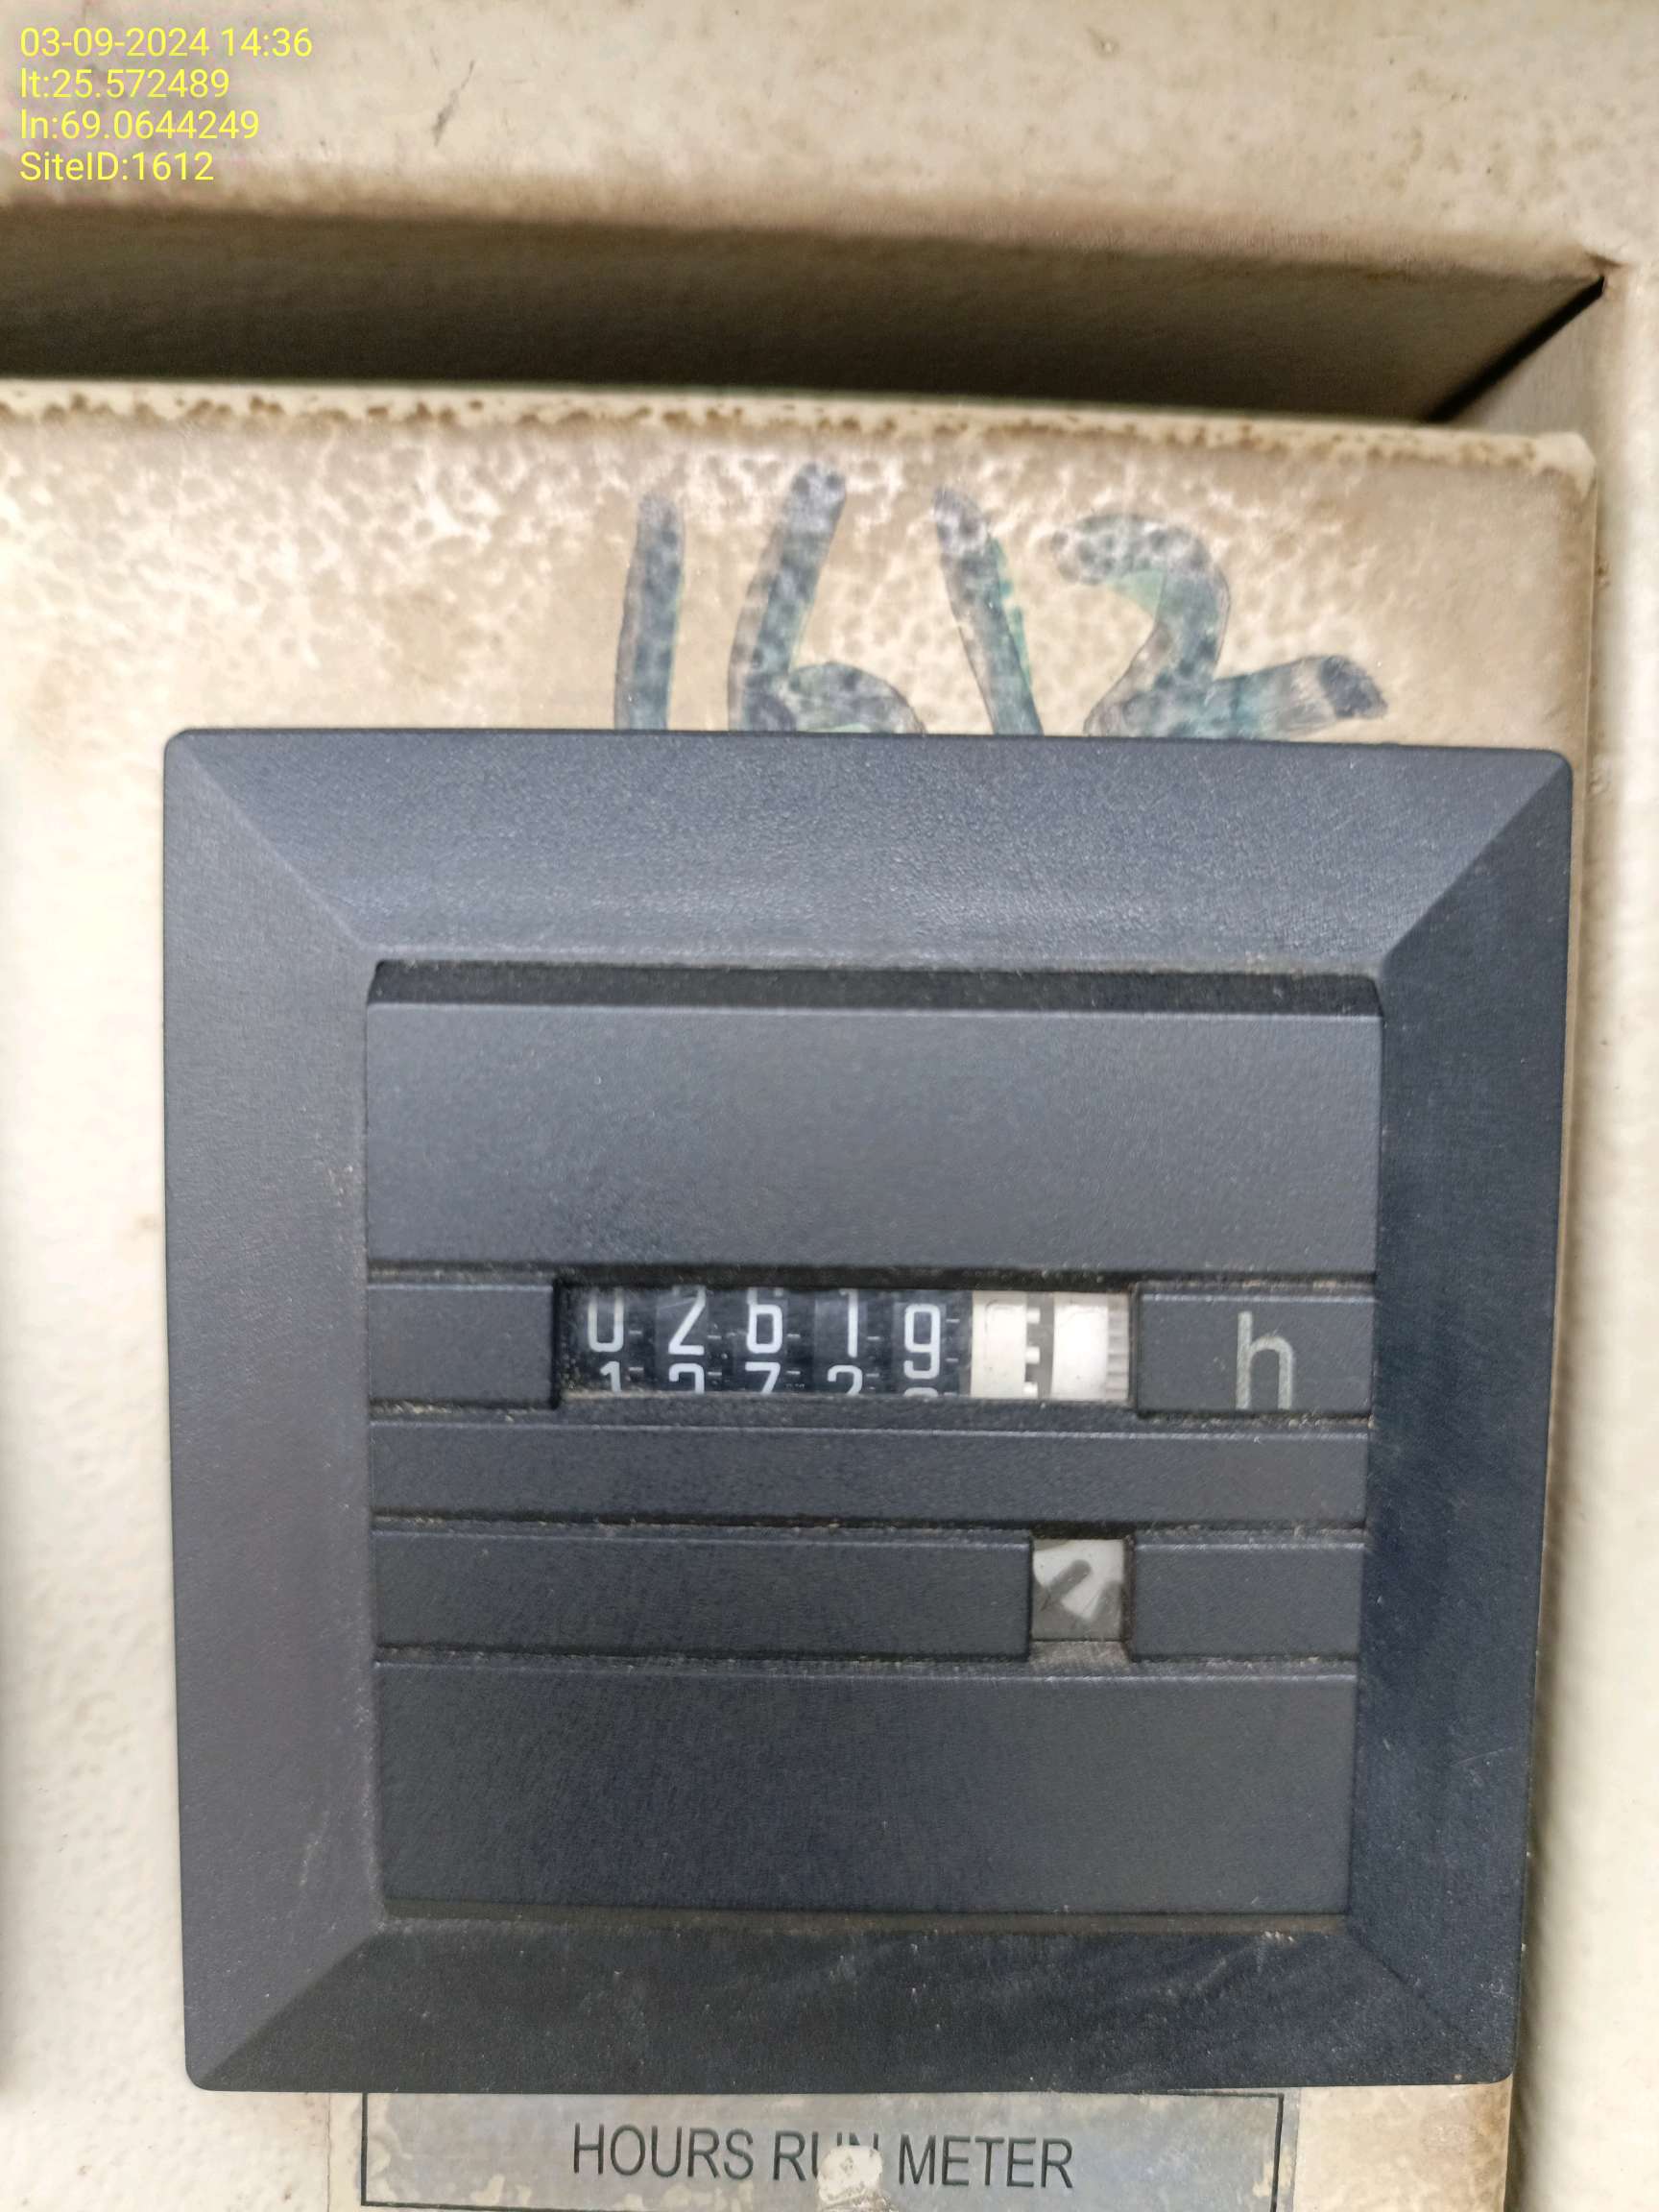 03-09-2024 14:36
lt:25.572489
ln:69.0644249
SiteID:1612
1612
02619
h
HOURS RUN METER